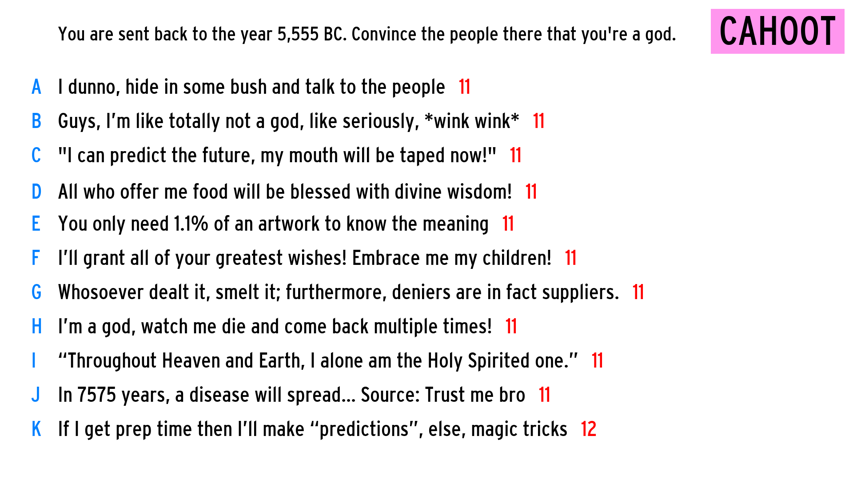 You are sent back to the year 5,555 BC. Convince the people there that you're a god.
CAHOOT
A I dunno, hide in some bush and talk to the people 11
B Guys, I’m like totally not a god, like seriously, *wink wink* 11
C "I can predict the future, my mouth will be taped now!" 11
D All who offer me food will be blessed with divine wisdom! 11
E You only need 1.1% of an artwork to know the meaning 11
F I’ll grant all of your greatest wishes! Embrace me my children! 11
G Whosoever dealt it, smelt it; furthermore, deniers are in fact suppliers. 11
H I’m a god, watch me die and come back multiple times! 11
I “Throughout Heaven and Earth, I alone am the Holy Spirited one.” 11
J In 7575 years, a disease will spread... Source: Trust me bro 11
K If I get prep time then I’ll make “predictions”, else, magic tricks 12